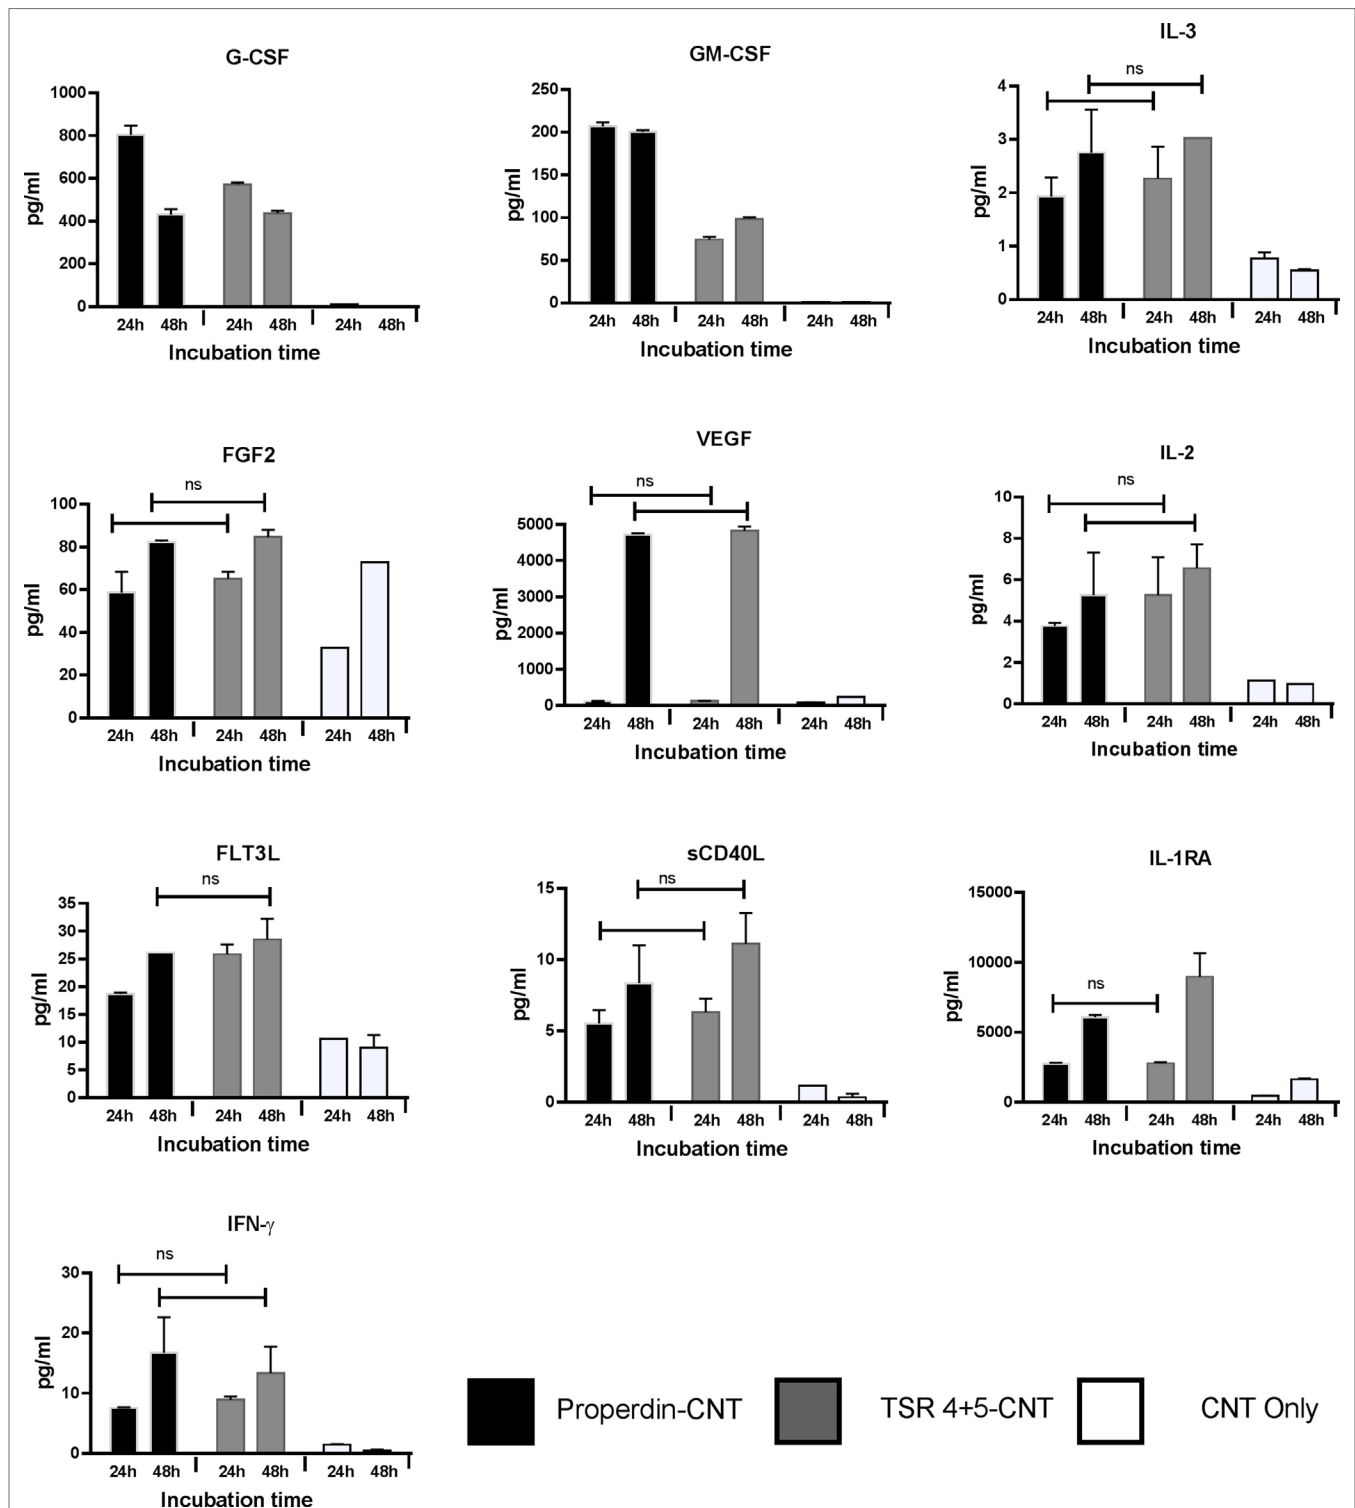 G-CSF
1000
800
600
400
200
0
pg/ml
24h 48h 24h 48h 24h 48h
Incubation time
GM-CSF
250
200
150
100
50
0
pg/ml
24h 48h 24h 48h 24h 48h
Incubation time
IL-3
ns
4
3
2
1
0
pg/ml
24h 48h 24h 48h 24h 48h
Incubation time
FGF2
ns
100
80
60
40
20
0
pg/ml
24h 48h 24h 48h 24h 48h
Incubation time
VEGF
ns
5000
4000
3000
2000
1000
0
pg/ml
24h 48h 24h 48h 24h 48h
Incubation time
IL-2
ns
10
8
6
4
2
0
pg/ml
24h 48h 24h 48h 24h 48h
Incubation time
FLT3L
ns
35
30
25
20
15
10
5
0
pg/ml
24h 48h 24h 48h 24h 48h
Incubation time
sCD40L
ns
15
10
5
0
pg/ml
24h 48h 24h 48h 24h 48h
Incubation time
IL-1RA
15000
10000
5000
0
ns
pg/ml
24h 48h 24h 48h 24h 48h
Incubation time
IFN-γ
ns
30
20
10
0
pg/ml
24h 48h 24h 48h 24h 48h
Incubation time
Properdin-CNT TSR 4+5-CNT CNT Only